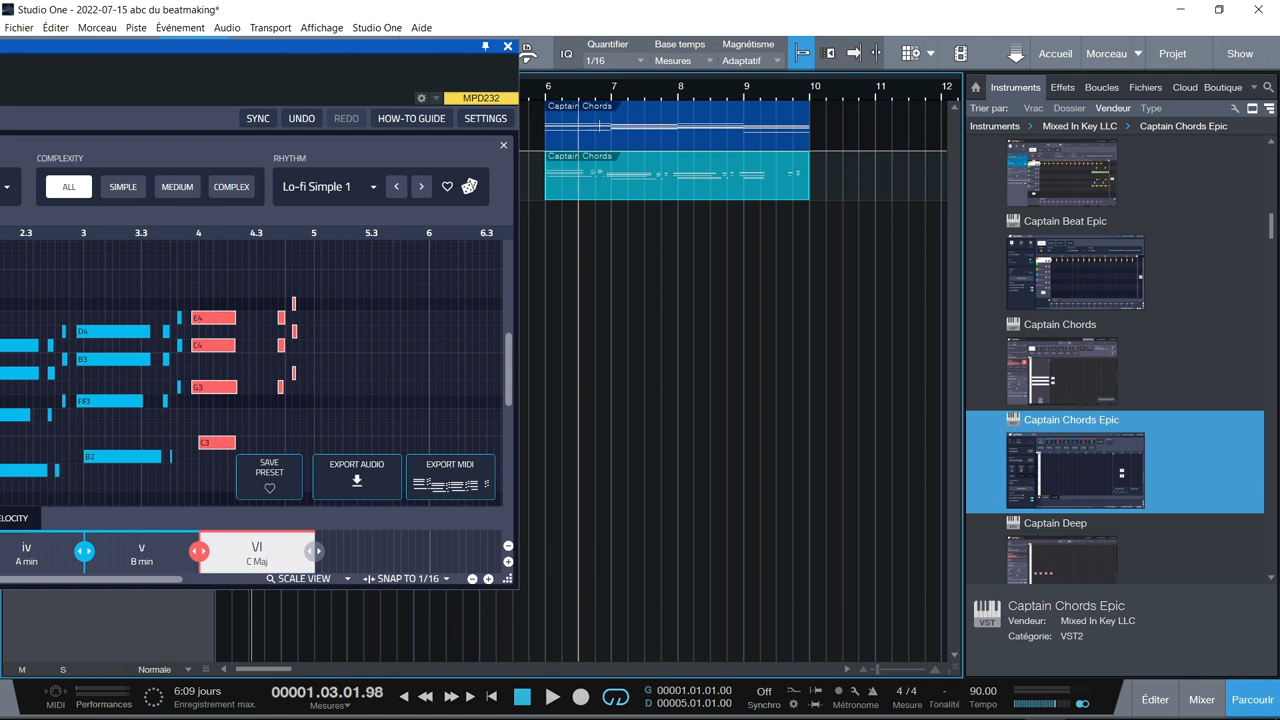 Studio One - 2022-07-15 abc du beatmaking*
Fichier Éditer Morceau Piste Événement Audio Transport Affichage Studio One Aide
IQ Quantifier 1/16 Base temps Mesures Magnétisme Adaptatif Accueil Morceau Projet Show
MPD232
SYNC UNDO REDO HOW-TO GUIDE SETTINGS
COMPLEXITY RHYTHM
ALL SIMPLE MEDIUM COMPLEX Lo-fi Simple 1
2.3 3 3.3 4 4.3 5 5.3 6 6.3
E4
D4
C4
B3
G3
F#3
C3
B2
SAVE PRESET
EXPORT AUDIO
EXPORT MIDI
ELOCITY
iv v VI
A min B min C Maj
SCALE VIEW SNAP TO 1/16
6 7 8 9 10 11 12
Captain Chords
Captain Chords
Instruments Effets Boucles Fichiers Cloud Boutique
Trier par: Vrac Dossier Vendeur Type
Instruments Mixed In Key LLC Captain Chords Epic
Captain Beat Epic
Captain Chords
Captain Chords Epic
Captain Deep
Captain Chords Epic
VST Vendeur: Mixed In Key LLC
Catégorie: VST2
M S Normale
MIDI Performances
6:09 jours
Enregistrement max.
00001.03.01.98
Mesures
G 00001.01.01.00
D 00005.01.01.00
Off
Synchro
Métronome
4 / 4
Mesure
-
Tonalité
90.00
Tempo
Éditer Mixer Parcourir